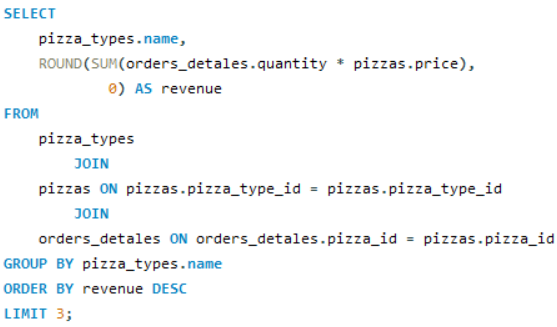 SELECT
pizza_types.name,
ROUND(SUM(orders_detales.quantity * pizzas.price),
0) AS revenue
FROM
pizza_types
JOIN
pizzas ON pizzas.pizza_type_id = pizzas.pizza_type_id
JOIN
orders_detales ON orders_detales.pizza_id = pizzas.pizza_id
GROUP BY pizza_types.name
ORDER BY revenue DESC
LIMIT 3;